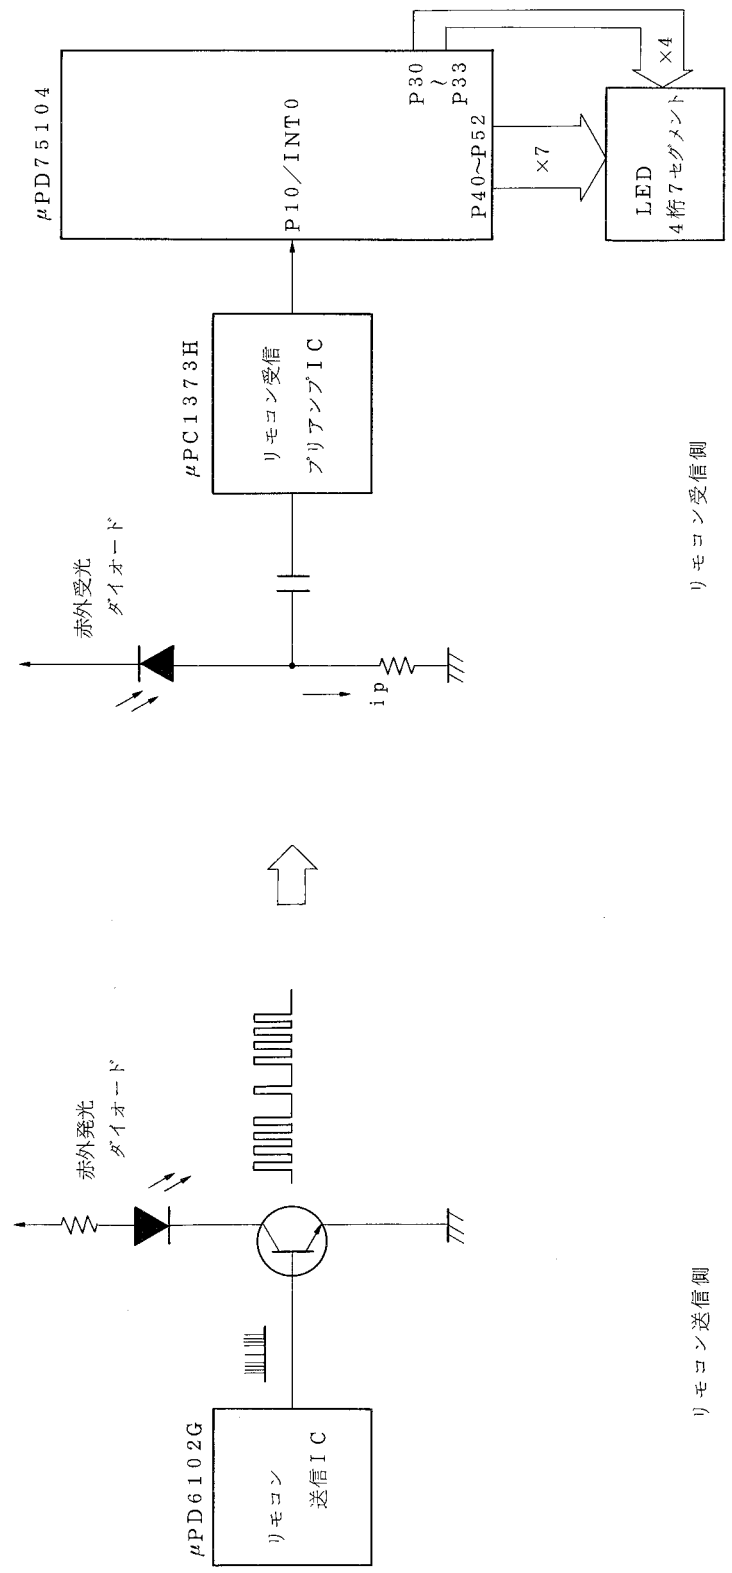 μPD6102G
リモコン
送信IC
赤外発光
ダイオード
リモコン送信側
赤外受光
ダイオード
ip
μPC1373H
リモコン受信
プリアンプIC
μPD75104
P10/INT0
P30
~
P33
P40~P52
×7
×4
LED
4桁7セグメント
リモコン受信側